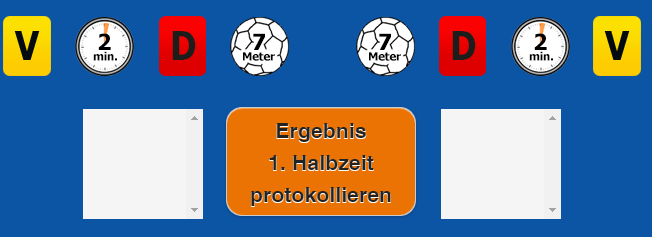 V 2 min. D 7 Meter 7 Meter D 2 min. V
Ergebnis
1. Halbzeit
protokollieren